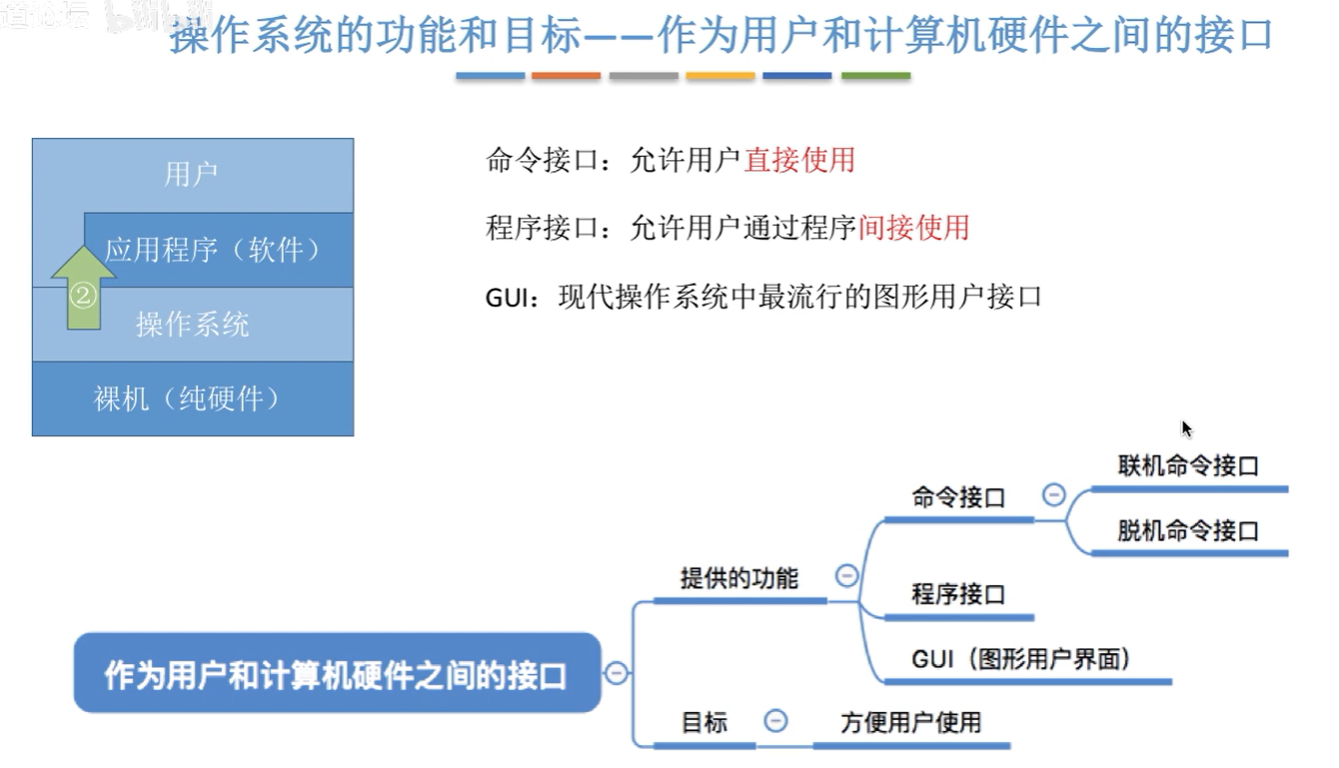 道论坛 bilibili
操作系统的功能和目标——作为用户和计算机硬件之间的接口
用户
应用程序（软件）
②
操作系统
裸机（纯硬件）
命令接口：允许用户直接使用
程序接口：允许用户通过程序间接使用
GUI：现代操作系统中最流行的图形用户接口
联机命令接口
命令接口
脱机命令接口
提供的功能
程序接口
GUI（图形用户界面）
作为用户和计算机硬件之间的接口
目标
方便用户使用